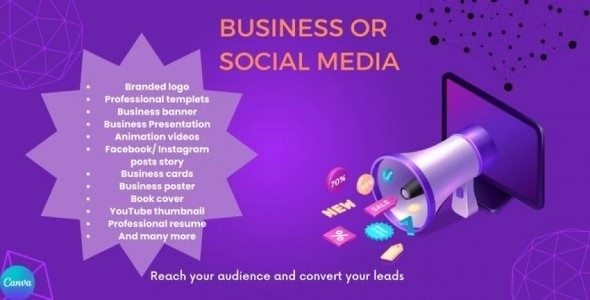 BUSINESS OR
SOCIAL MEDIA
• Branded logo
• Professional templets
• Business banner
• Business Presentation
• Animation videos
• Facebook/ Instagram
posts story
• Business cards
• Business poster
• Book cover
• YouTube thumbnail
• Professional resume
• And many more
70%
NEW
SALE
%
Reach your audience and convert your leads
Canva